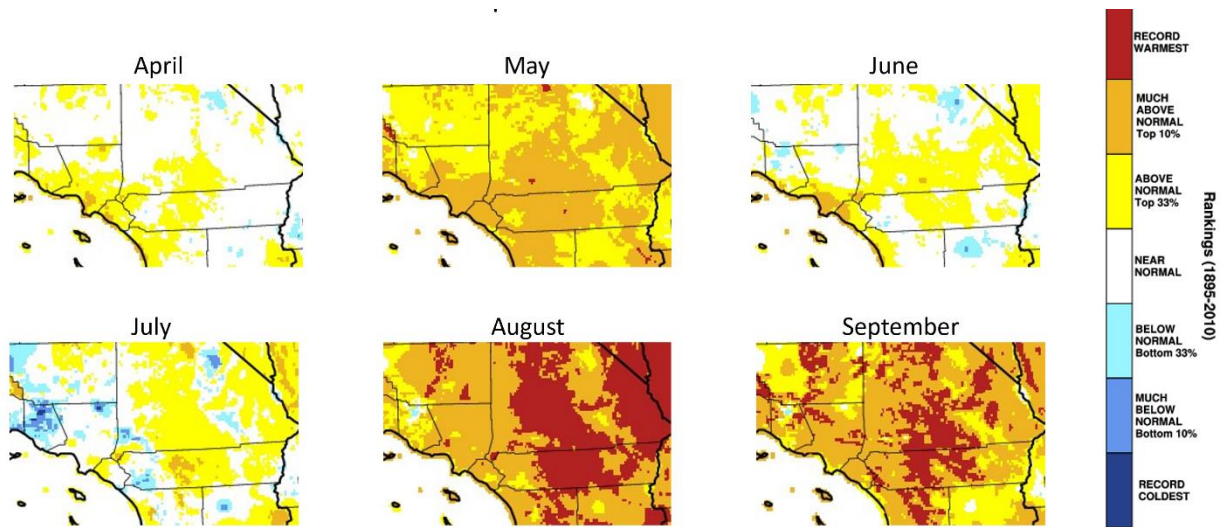 April
May
June
July
August
September
RECORD
WARMEST
MUCH
ABOVE
NORMAL
Top 10%
ABOVE
NORMAL
Top 33%
NEAR
NORMAL
BELOW
NORMAL
Bottom 33%
MUCH
BELOW
NORMAL
Bottom 10%
RECORD
COLDEST
Rankings (1895-2010)